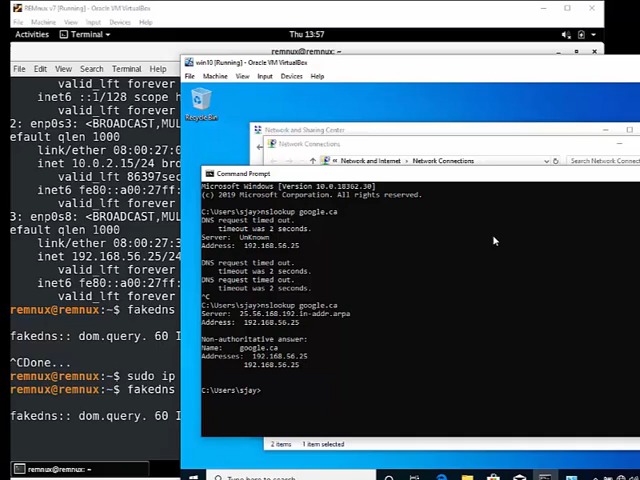 REMnux v7 [Running] - Oracle VM VirtualBox
File Machine View Input Devices Help
Activities Terminal Thu 13:57
remnux@remnux: ~
File Edit View Search Terminal Help
valid_lft forever
inet6 ::1/128 scope h
valid_lft forever
2: enp0s3: <BROADCAST,MUL
efault qlen 1000
link/ether 08:00:27:0
inet 10.0.2.15/24 bro
valid_lft 86397sec
inet6 fe80::a00:27ff:
valid_lft forever
3: enp0s8: <BROADCAST,MUL
efault qlen 1000
link/ether 08:00:27:3
inet 192.168.56.25/24
valid_lft forever
inet6 fe80::a00:27ff:
valid_lft forever
remnux@remnux:~$ fakedns
fakedns:: dom.query. 60 I
^CDone...
remnux@remnux:~$ sudo ip
remnux@remnux:~$ fakedns
fakedns:: dom.query. 60 I
remnux@remnux: ~
win10 [Running] - Oracle VM VirtualBox
File Machine View Input Devices Help
Recycle Bin
Network and Sharing Center
Network Connections
Network and Internet Network Connections Search Network Conn
Command Prompt
Microsoft Windows [Version 10.0.18362.30]
(c) 2019 Microsoft Corporation. All rights reserved.
C:\Users\sjay>nslookup google.ca
DNS request timed out.
timeout was 2 seconds.
Server: UnKnown
Address: 192.168.56.25
DNS request timed out.
timeout was 2 seconds.
DNS request timed out.
timeout was 2 seconds.
^C
C:\Users\sjay>nslookup google.ca
Server: 25.56.168.192.in-addr.arpa
Address: 192.168.56.25
Non-authoritative answer:
Name: google.ca
Addresses: 192.168.56.25
192.168.56.25
C:\Users\sjay>
2 items 1 item selected
Type here to search